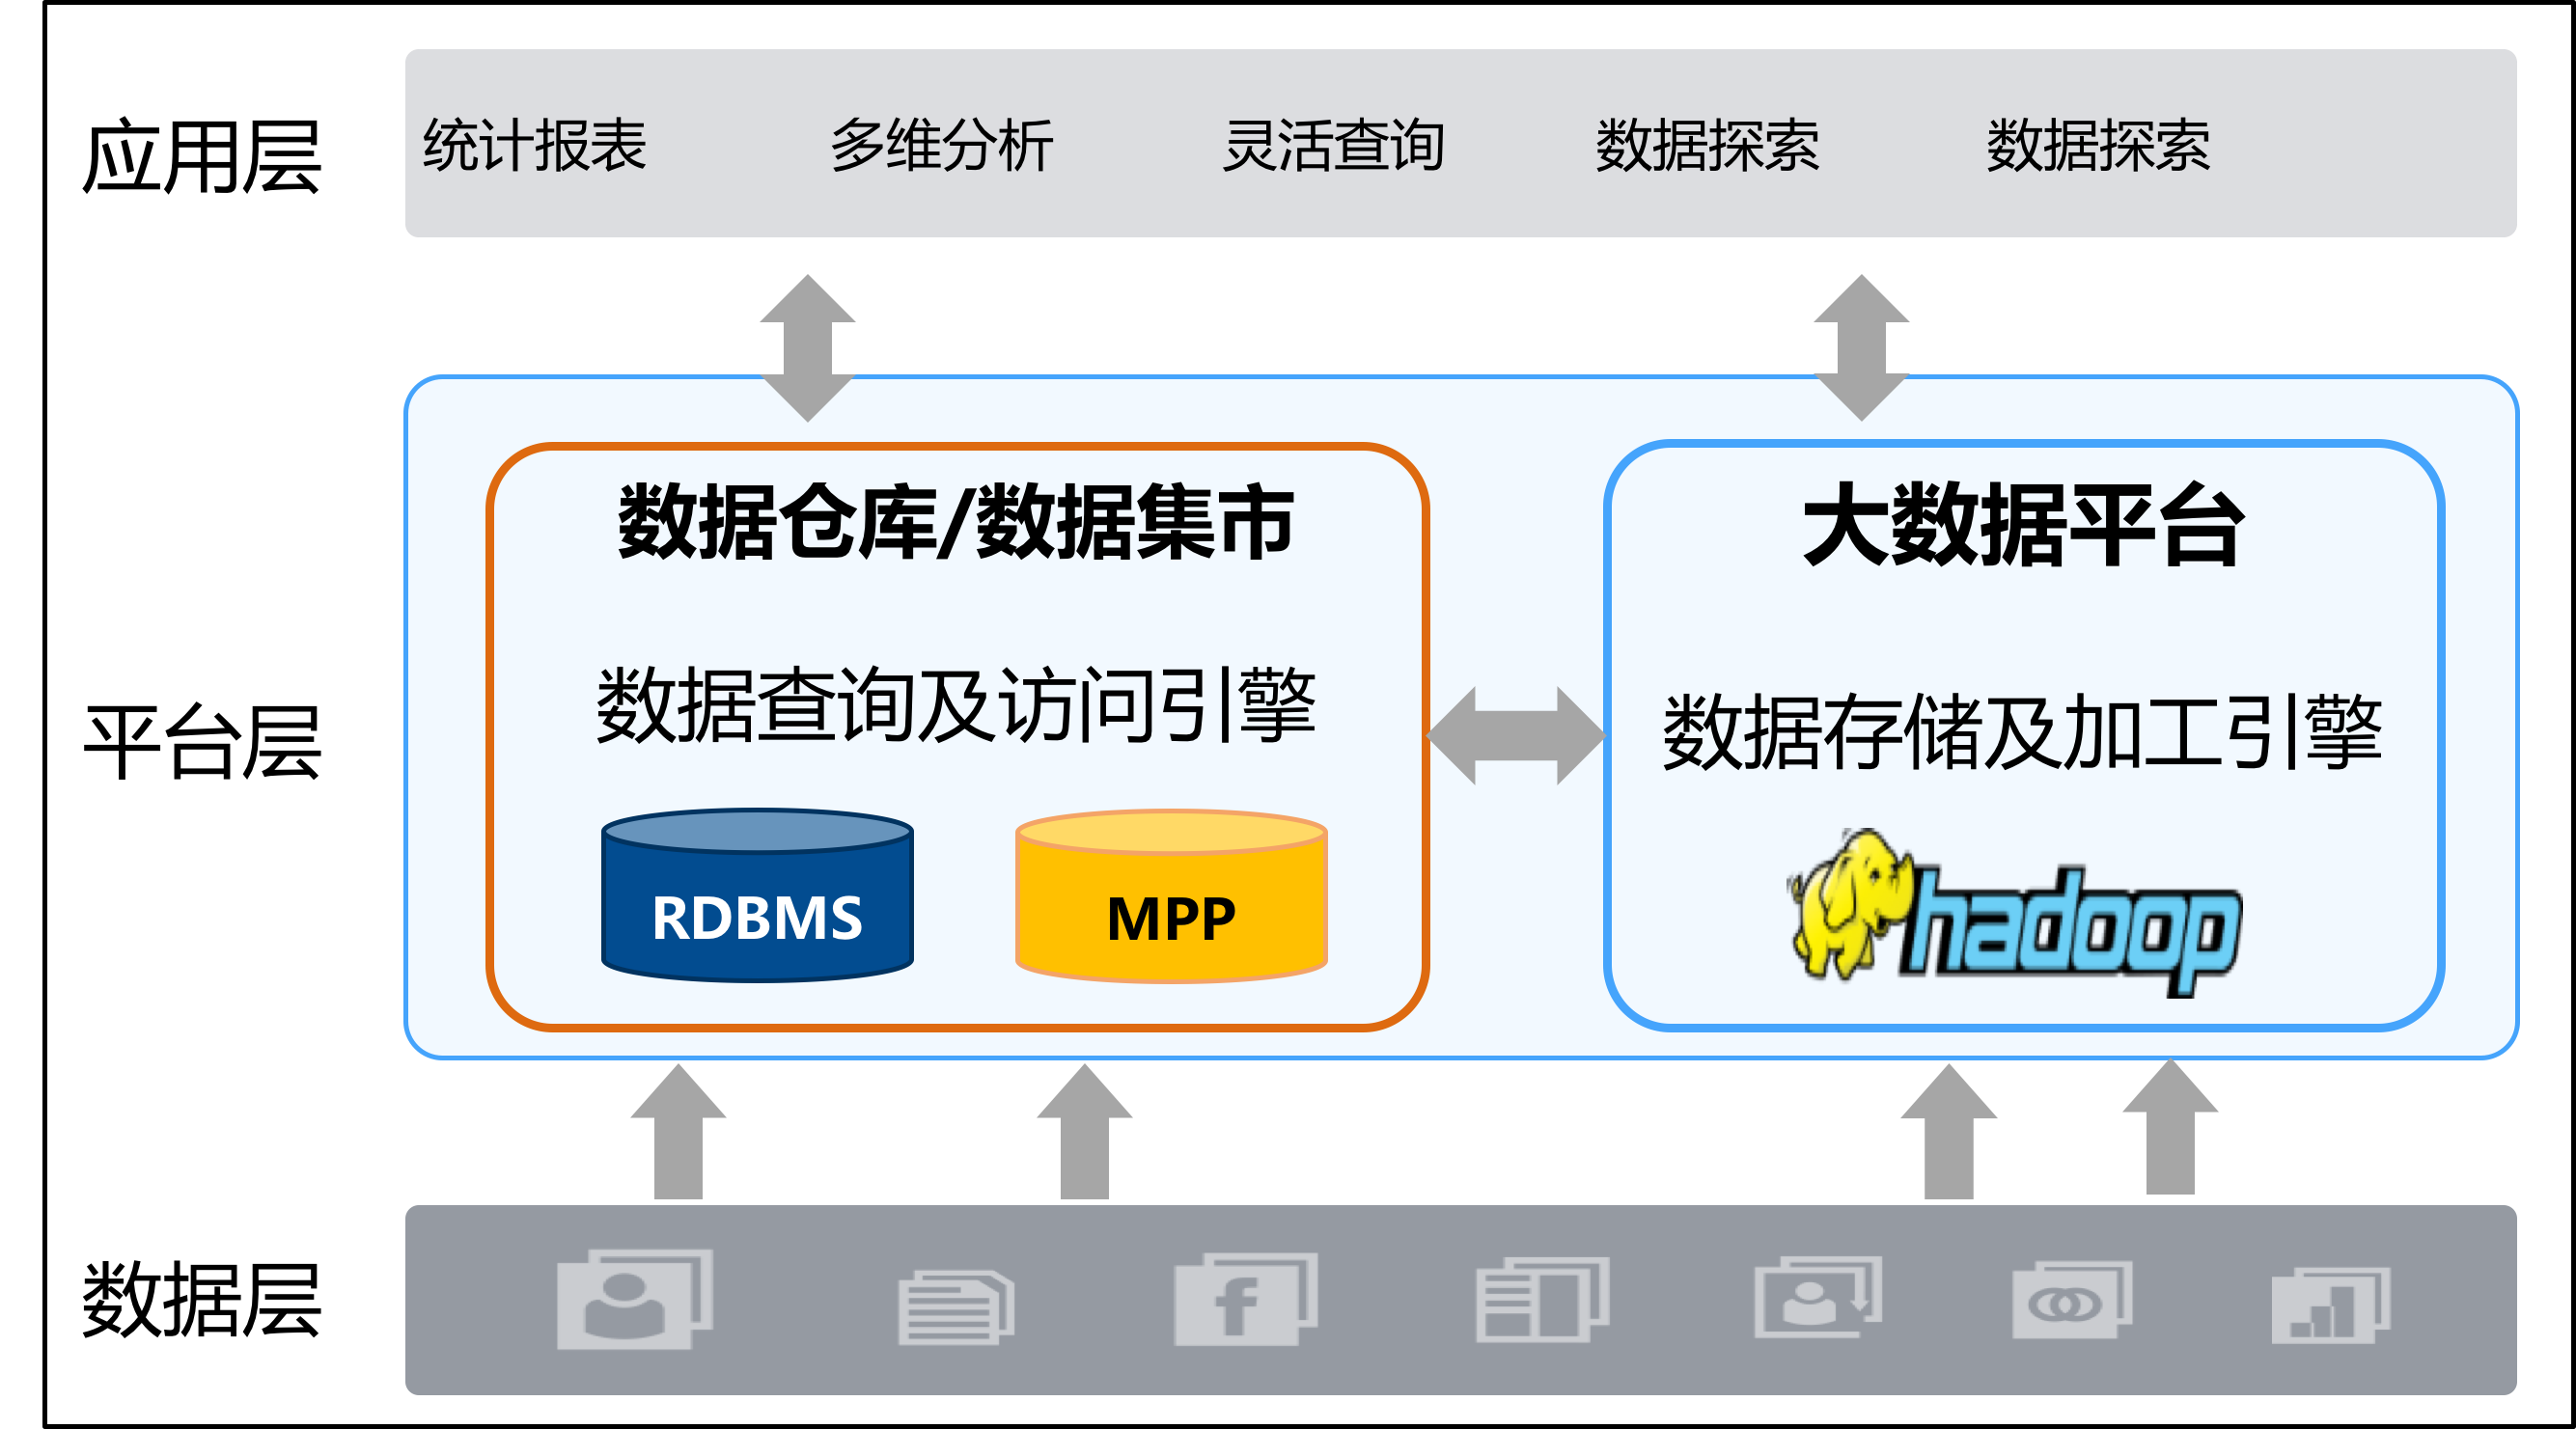 应用层
统计报表 多维分析 灵活查询 数据探索 数据探索
平台层
数据仓库/数据集市
数据查询及访问引擎
RDBMS MPP
大数据平台
数据存储及加工引擎
hadoop
数据层
f